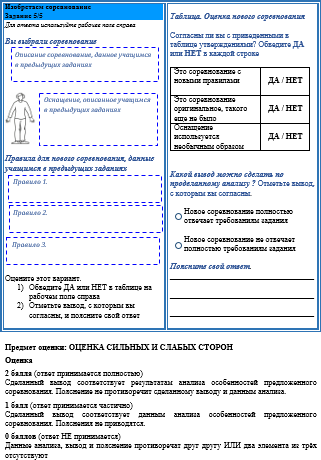 Изобретаем соревнование
Задание 5/5
Для ответа используйте рабочее поле справа
Вы выбрали соревнование
Описание соревнования, данное учащимся
в предыдущих заданиях
Оснащение, описанное учащимся
в предыдущих заданиях
Правила для нового соревнования, данные
учащимся в предыдущих заданиях
Правило 1.
Правило 2.
Правило 3.
Оцените этот вариант.
1) Обведите ДА или НЕТ в таблице на
рабочем поле справа
2) Отметьте вывод, с которым вы
согласны, и поясните свой ответ
Таблица. Оценка нового соревнования
Согласны ли вы с приведенными в
таблице утверждениями? Обведите ДА
или НЕТ в каждой строке
Это соревнование с
новыми правилами
ДА / НЕТ
Это соревнование
оригинальное, такого
еще не было
ДА / НЕТ
Оснащение
используется
необычным образом
ДА / НЕТ
Какой вывод можно сделать по
проделанному анализу? Отметьте вывод,
с которым вы согласны.
Новое соревнование полностью
отвечает требованиям задания
Новое соревнование не отвечает
полностью требованиям задания
Поясните свой ответ.
Предмет оценки: ОЦЕНКА СИЛЬНЫХ И СЛАБЫХ СТОРОН
Оценка
2 балла (ответ принимается полностью)
Сделанный вывод соответствует результатам анализа особенностей предложенного
соревнования. Пояснение не противоречит сделанному выводу и данным анализа.
1 балл (ответ принимается частично)
Сделанный вывод соответствует данным анализа особенностей предложенного
соревнования. Пояснения не приводятся.
0 баллов (ответ НЕ принимается)
Данные анализа, вывод и пояснение противоречат друг другу ИЛИ два элемента из трёх
отсутствуют